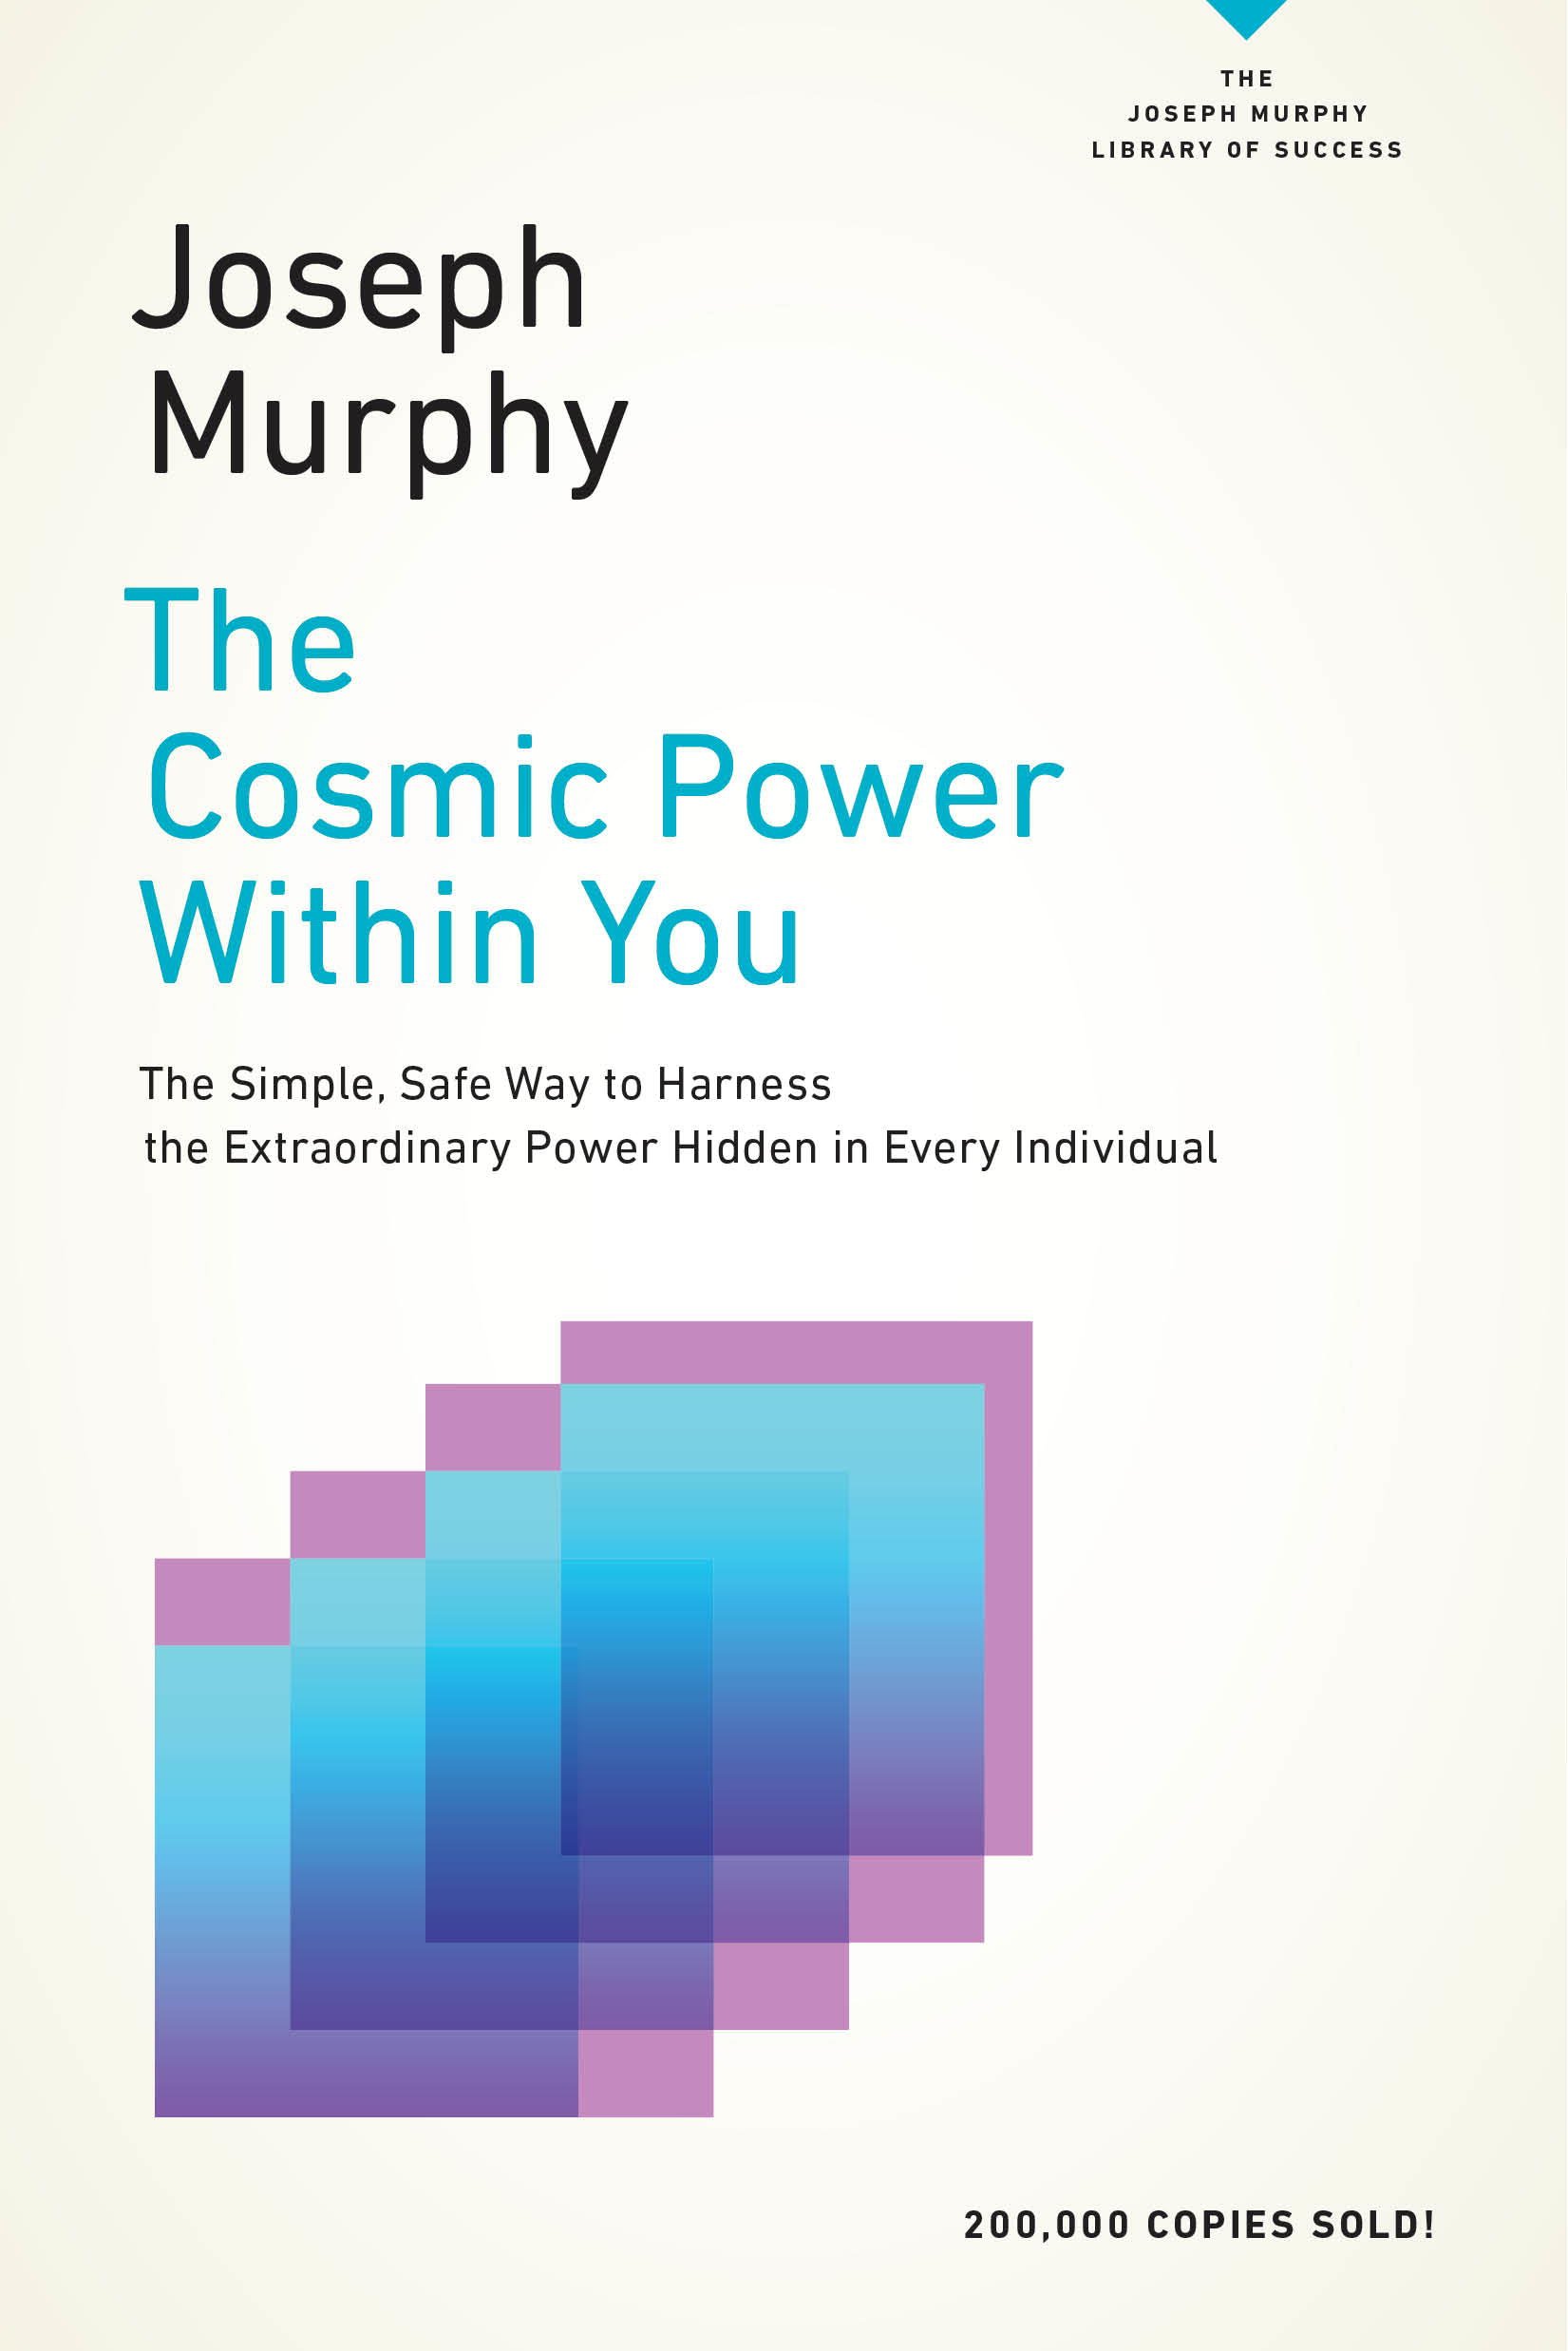 THE
JOSEPH MURPHY
LIBRARY OF SUCCESS
Joseph
Murphy
The
Cosmic Power
Within You
The Simple, Safe Way to Harness
the Extraordinary Power Hidden in Every Individual
200,000 COPIES SOLD!